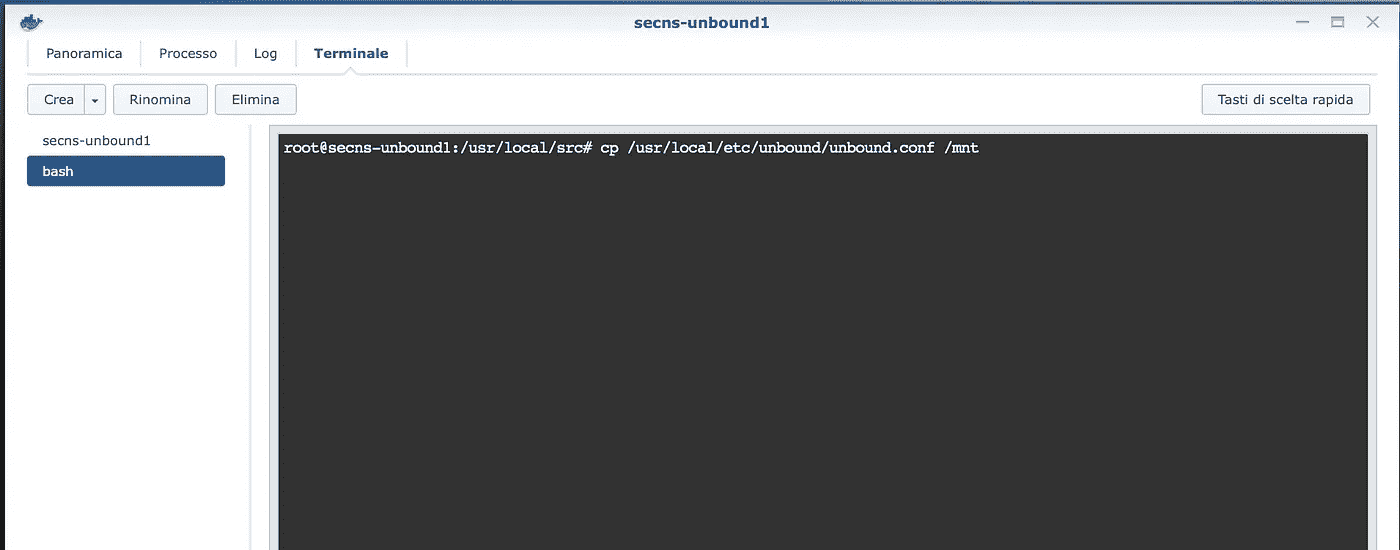 secns-unbound1
Panoramica Processo Log Terminale
Crea Rinomina Elimina Tasti di scelta rapida
secns-unbound1
bash
root@secns-unbound1:/usr/local/src# cp /usr/local/etc/unbound/unbound.conf /mnt